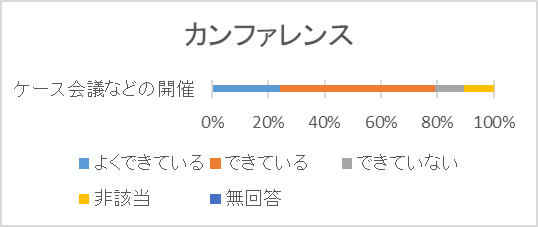 カンファレンス
ケース会議などの開催
0% 20% 40% 60% 80% 100%
よくできている できている できていない
非該当 無回答